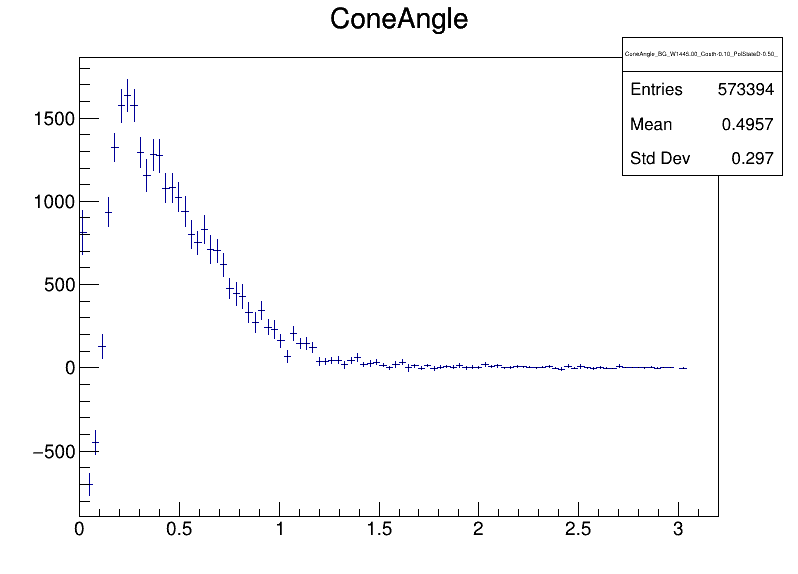 ConeAngle
ConeAngle_BG_W1445.00_Costh-0.10_PolStateD-0.50_
Entries 573394
Mean 0.4957
Std Dev 0.297
1500
1000
500
0
−500
0 0.5 1 1.5 2 2.5 3